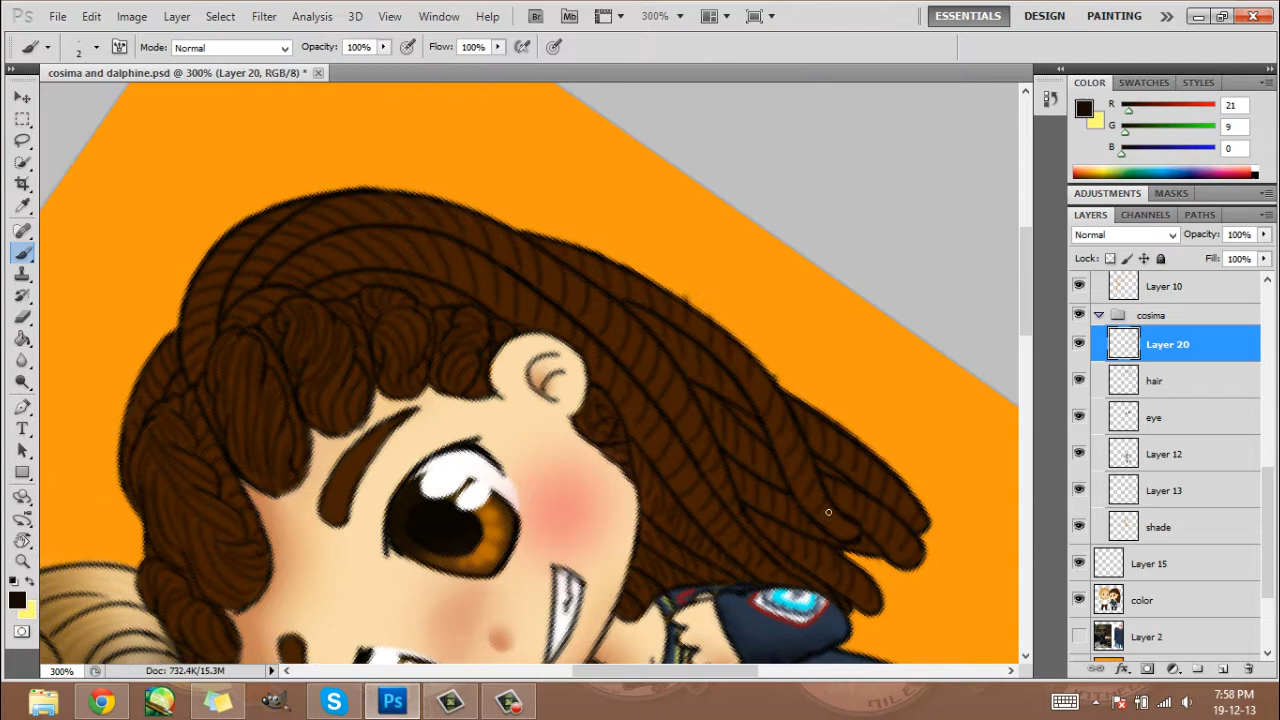 Ps File Edit Image Layer Select Filter Analysis 3D View Window Help Br Mb 300% ESSENTIALS DESIGN PAINTING
2 Mode: Normal Opacity: 100% Flow: 100%
cosima and dalphine.psd @ 300% (Layer 20, RGB/8) *
COLOR SWATCHES STYLES
R 21
G 9
B 0
ADJUSTMENTS MASKS
LAYERS CHANNELS PATHS
Normal Opacity: 100%
Lock: Fill: 100%
Layer 10
cosima
Layer 20
hair
eye
Layer 12
Layer 13
shade
Layer 15
color
Layer 2
300% Doc: 732.4K/15.3M
7:58 PM
19-12-13